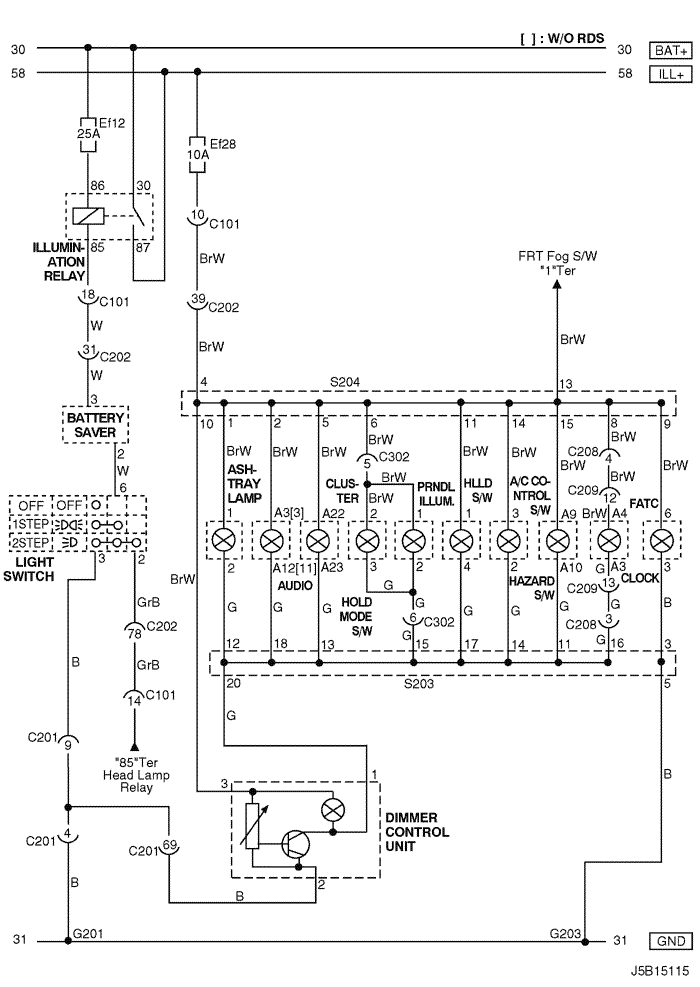 [ ] : W/O RDS
30
30
BAT+
58
58
ILL+
Ef12
25A
Ef28
10A
86
30
85
87
ILLUMIN-
ATION
RELAY
10
C101
BrW
18
C101
W
39
C202
31
C202
W
BrW
FRT Fog S/W
"1"Ter
BrW
3
BATTERY
SAVER
2
W
6
4
S204
13
10
1
2
5
6
11
14
15
8
9
BrW
BrW
BrW
BrW
BrW
BrW
BrW
BrW
BrW
C302
5
BrW
BrW
C208
4
BrW
C209
12
BrW
ASH-
TRAY
LAMP
CLUS-
TER
PRNDL
ILLUM.
HLLD
S/W
A/C CO-
NTROL
S/W
FATC
OFF
OFF
1STEP
2STEP
3
2
LIGHT
SWITCH
1
A3[3]
A22
2
1
1
3
A9
A4
6
2
A12[11]
A23
3
2
4
2
A10
A3
3
AUDIO
HOLD
MODE
S/W
HAZARD
S/W
CLOCK
BrW
G
G
G
G
G
6
C302
G
G
G
G
G
C209
13
C208
3
G
B
GrB
78
C202
GrB
14
C101
"85"Ter
Head Lamp
Relay
B
12
18
13
15
17
14
11
16
3
20
S203
5
G
B
C201
9
C201
4
C201
69
B
B
3
1
2
DIMMER
CONTROL
UNIT
31
G201
G203
31
GND
J5B15115